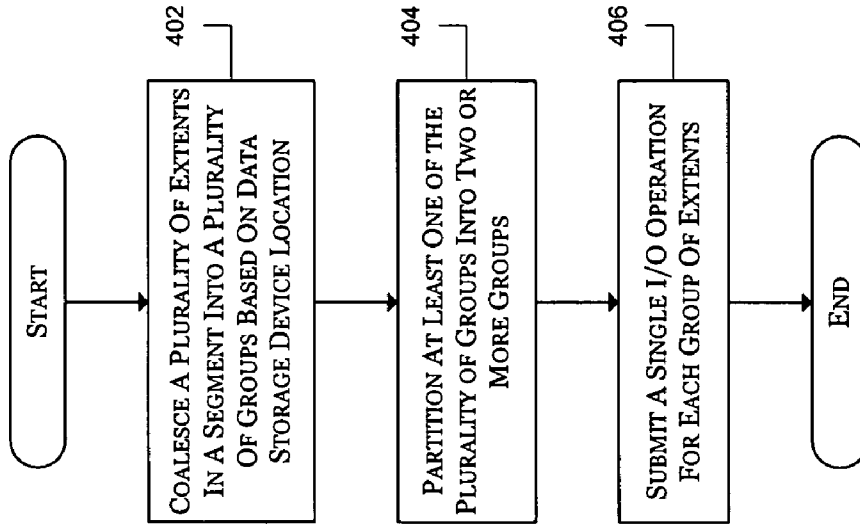 START
COALESCE A PLURALITY OF EXTENTS
IN A SEGMENT INTO A PLURALITY
OF GROUPS BASED ON DATA
STORAGE DEVICE LOCATION
402
PARTITION AT LEAST ONE OF THE
PLURALITY OF GROUPS INTO TWO OR
MORE GROUPS
404
SUBMIT A SINGLE I/O OPERATION
FOR EACH GROUP OF EXTENTS
406
END